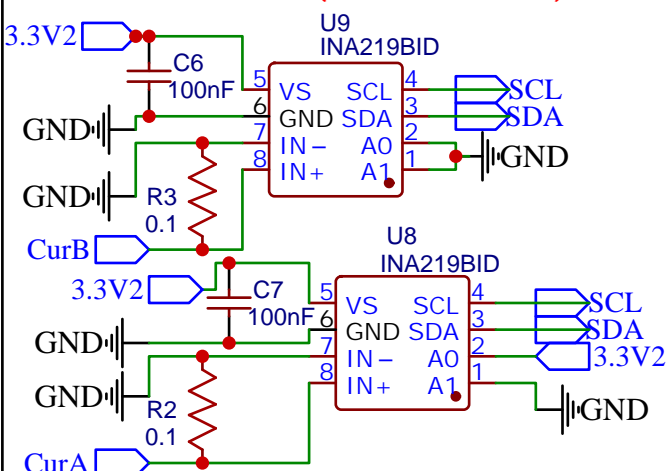 U9
INA219BID
3.3V2
C6
100nF
5 VS SCL 4 SCL
6 GND SDA 3 SDA
GND
7 IN- A0 2
8 IN+ A1 1
GND
GND
R3
0.1
CurB
U8
INA219BID
3.3V2
C7
100nF
5 VS SCL 4 SCL
6 GND SDA 3 SDA
GND
7 IN- A0 2 3.3V2
8 IN+ A1 1
GND
GND
R2
0.1
CurA